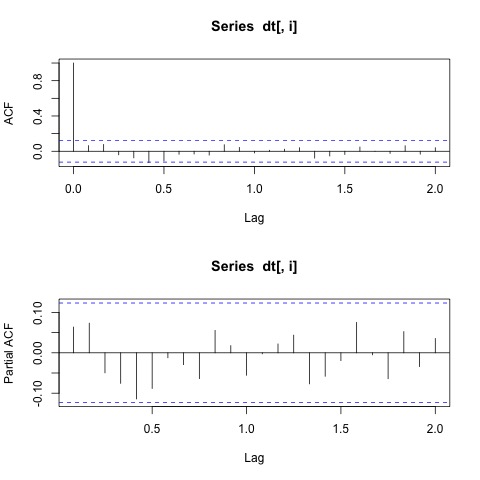 Series dt[, i]
ACF
0.8
0.4
0.0
0.0 0.5 1.0 1.5 2.0
Lag
Series dt[, i]
Partial ACF
0.10
0.00
-0.10
0.5 1.0 1.5 2.0
Lag